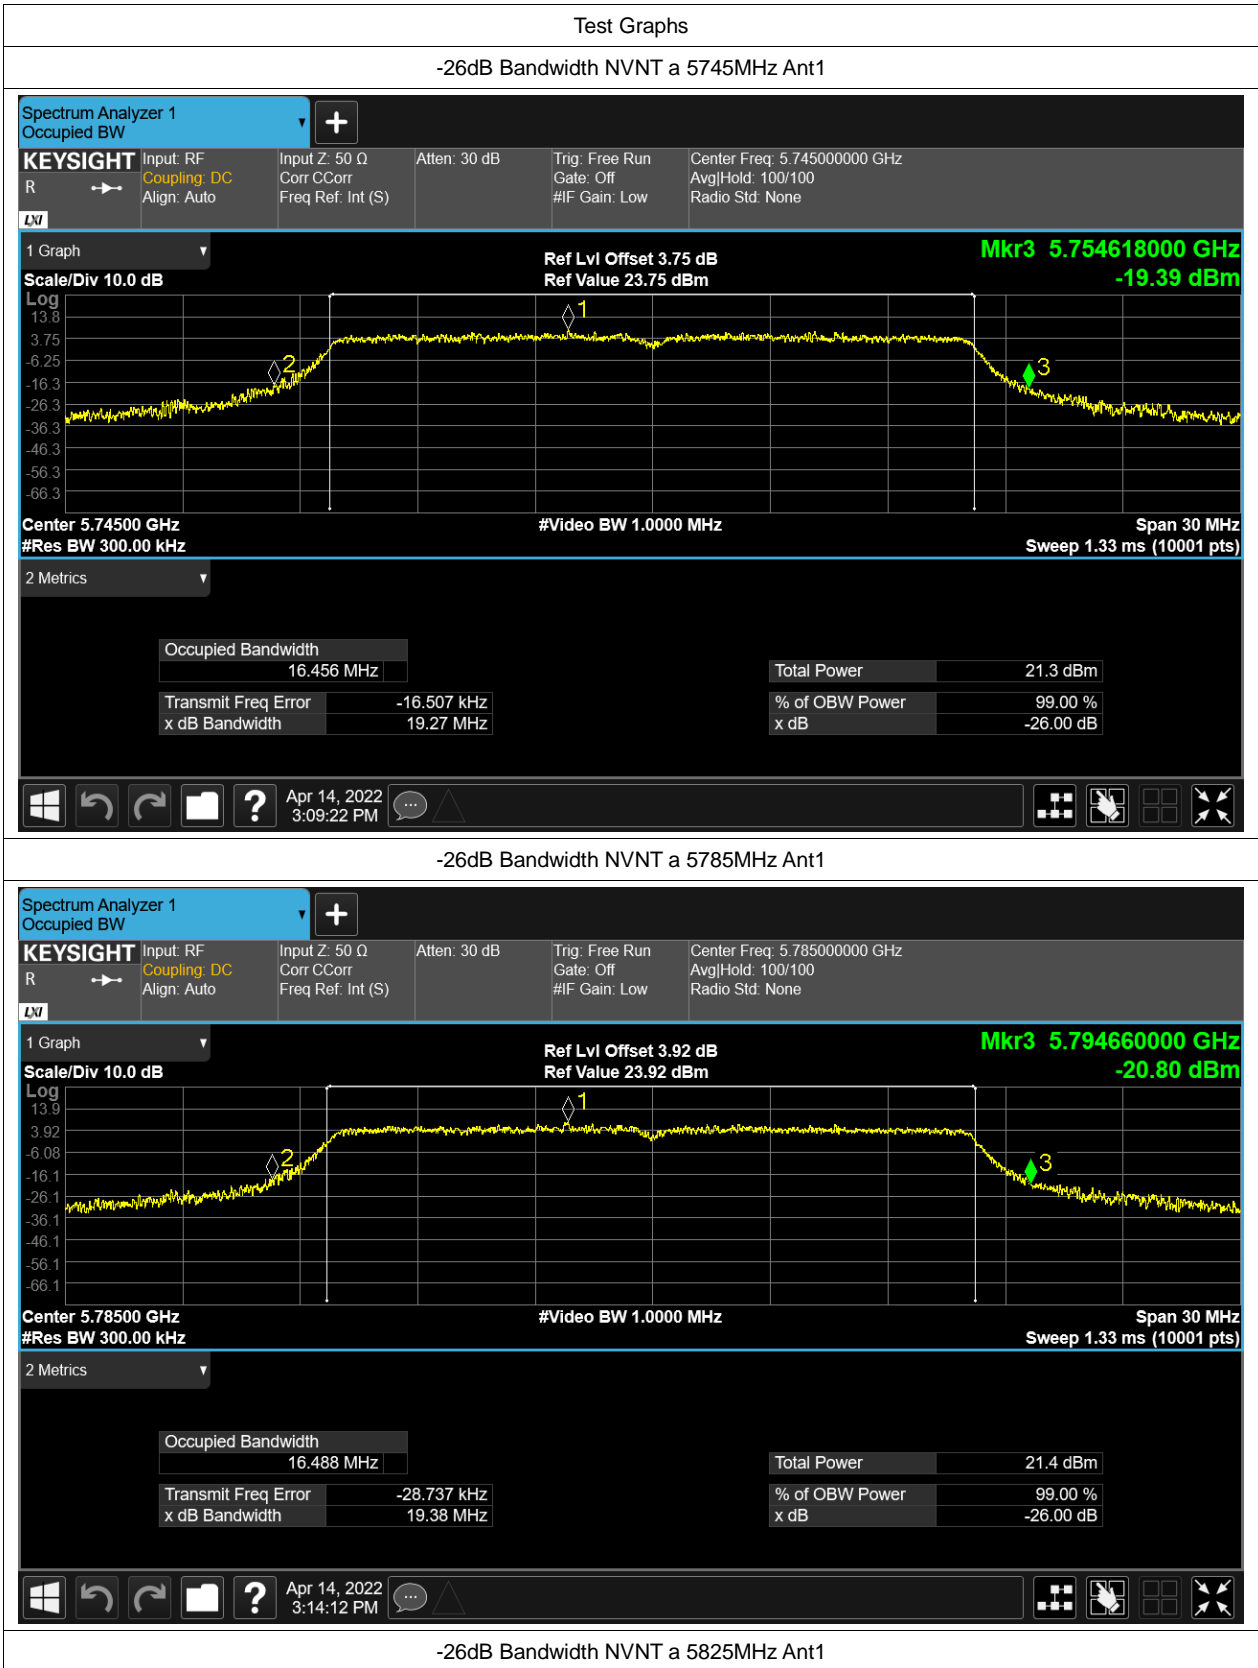 Test Graphs
-26dB Bandwidth NVNT a 5745MHz Ant1
Spectrum Analyzer 1
Occupied BW
KEYSIGHT Input: RF Input Z: 50 Ω Atten: 30 dB Trig: Free Run Center Freq: 5.745000000 GHz
R Coupling: DC Corr CCorr Gate: Off Avg|Hold: 100/100
Align: Auto Freq Ref: Int (S) #IF Gain: Low Radio Std: None
LXI
1 Graph Ref Lvl Offset 3.75 dB Mkr3 5.754618000 GHz
Scale/Div 10.0 dB Ref Value 23.75 dBm -19.39 dBm
Log
13.8
3.75
-6.25
-16.3
-26.3
-36.3
-46.3
-56.3
-66.3
1
2
3
Center 5.74500 GHz #Video BW 1.0000 MHz Span 30 MHz
#Res BW 300.00 kHz Sweep 1.33 ms (10001 pts)
2 Metrics
Occupied Bandwidth
16.456 MHz Total Power 21.3 dBm
Transmit Freq Error -16.507 kHz % of OBW Power 99.00 %
x dB Bandwidth 19.27 MHz x dB -26.00 dB
? Apr 14, 2022
3:09:22 PM
-26dB Bandwidth NVNT a 5785MHz Ant1
Spectrum Analyzer 1
Occupied BW
KEYSIGHT Input: RF Input Z: 50 Ω Atten: 30 dB Trig: Free Run Center Freq: 5.785000000 GHz
R Coupling: DC Corr CCorr Gate: Off Avg|Hold: 100/100
Align: Auto Freq Ref: Int (S) #IF Gain: Low Radio Std: None
LXI
1 Graph Ref Lvl Offset 3.92 dB Mkr3 5.794660000 GHz
Scale/Div 10.0 dB Ref Value 23.92 dBm -20.80 dBm
Log
13.9
3.92
-6.08
-16.1
-26.1
-36.1
-46.1
-56.1
-66.1
1
2
3
Center 5.78500 GHz #Video BW 1.0000 MHz Span 30 MHz
#Res BW 300.00 kHz Sweep 1.33 ms (10001 pts)
2 Metrics
Occupied Bandwidth
16.488 MHz Total Power 21.4 dBm
Transmit Freq Error -28.737 kHz % of OBW Power 99.00 %
x dB Bandwidth 19.38 MHz x dB -26.00 dB
? Apr 14, 2022
3:14:12 PM
-26dB Bandwidth NVNT a 5825MHz Ant1